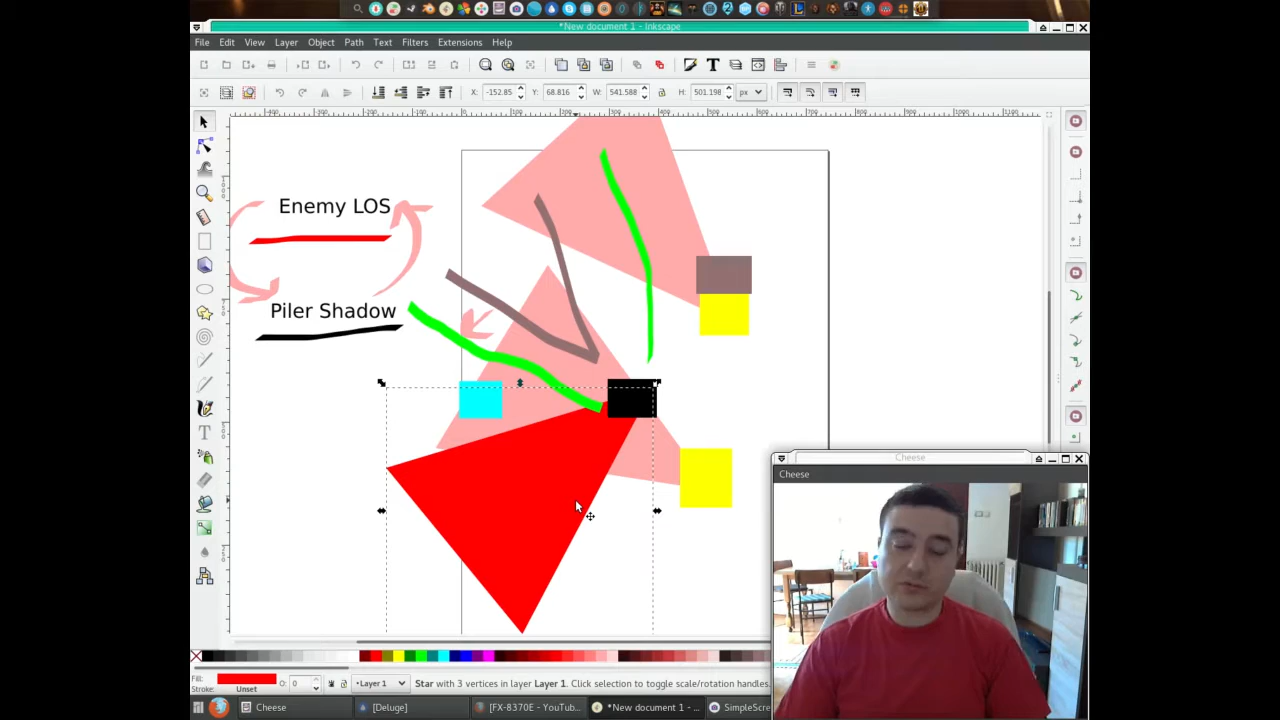 *New document 1 - Inkscape
File Edit View Layer Object Path Text Filters Extensions Help
X: -152.85 Y: 68.816 W: 541.588 H: 501.198 px
Enemy LOS
Piler Shadow
Cheese
Cheese
Fill:
Stroke: Unset
O: 0
•Layer 1
Star with 3 vertices in layer Layer 1. Click selection to toggle scale/rotation handles.
Cheese
[Deluge]
[FX-8370E - YouTub...
*New document 1 - ...
SimpleScre